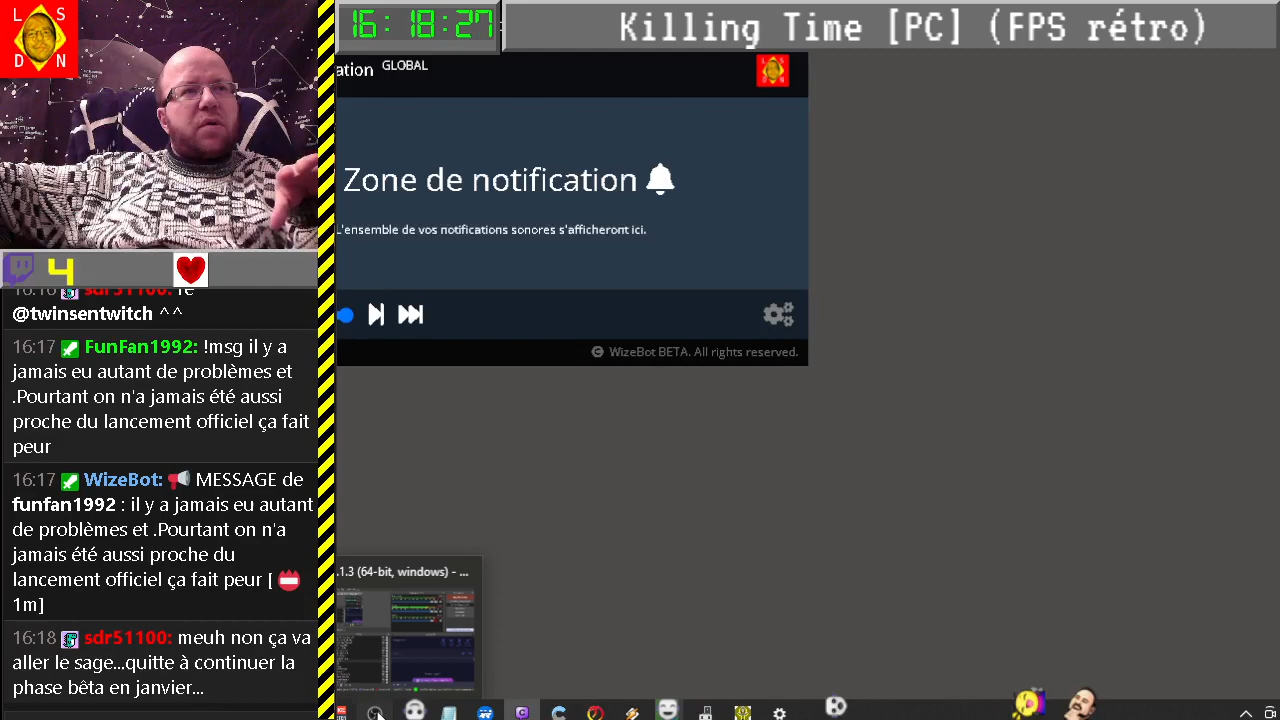 L S
D N
16:18:27
Killing Time [PC] (FPS rétro)
ation GLOBAL
Zone de notification
L'ensemble de vos notifications sonores s'afficheront ici.
WizeBot BETA. All rights reserved.
4
sdr51100: re
@twinsentwitch ^^
16:17 FunFan1992: !msg il y a
jamais eu autant de problèmes et
.Pourtant on n'a jamais été aussi
proche du lancement officiel ça fait
peur
16:17 WizeBot: MESSAGE de
funfan1992 : il y a jamais eu autant
de problèmes et .Pourtant on n'a
jamais été aussi proche du
lancement officiel ça fait peur [
1m]
16:18 sdr51100: meuh non ça va
aller le sage...quitte à continuer la
phase beta en janvier...
.1.3 (64-bit, windows) - ...